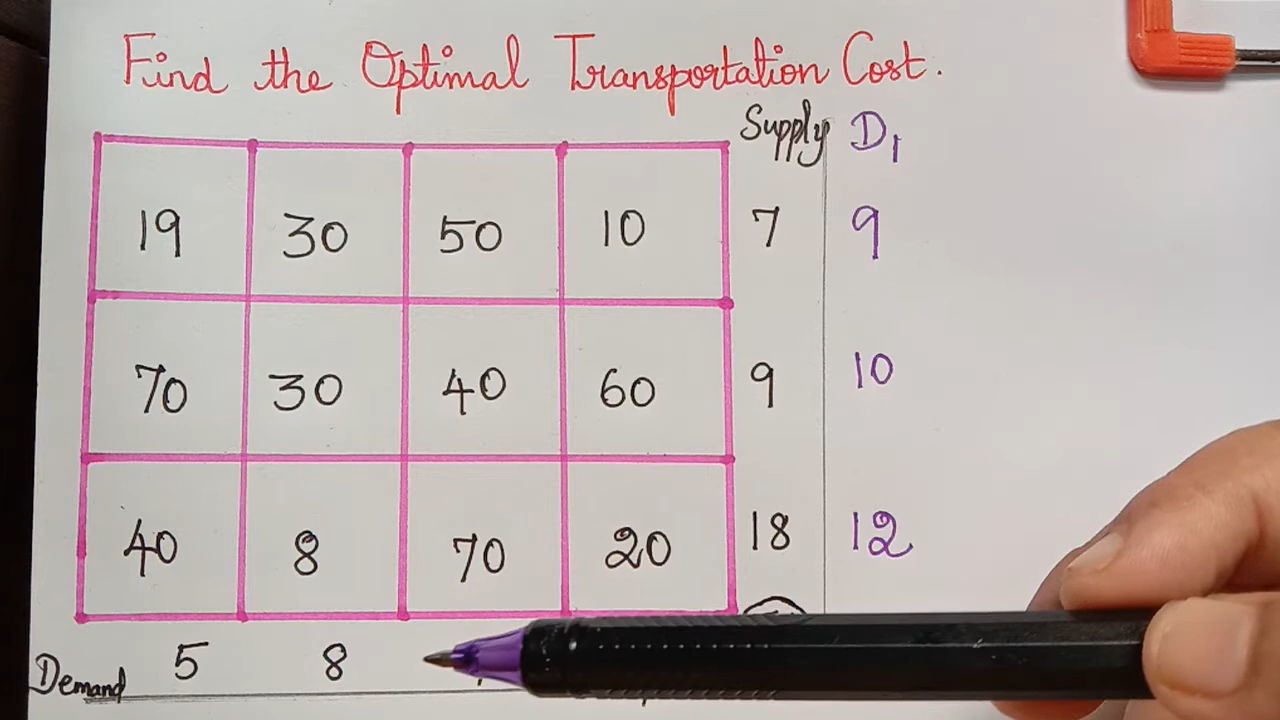 Find the Optimal Transportation Cost.
Supply D1
19 30 50 10 7 9
70 30 40 60 9 10
40 8 70 20 18 12
Demand 5 8